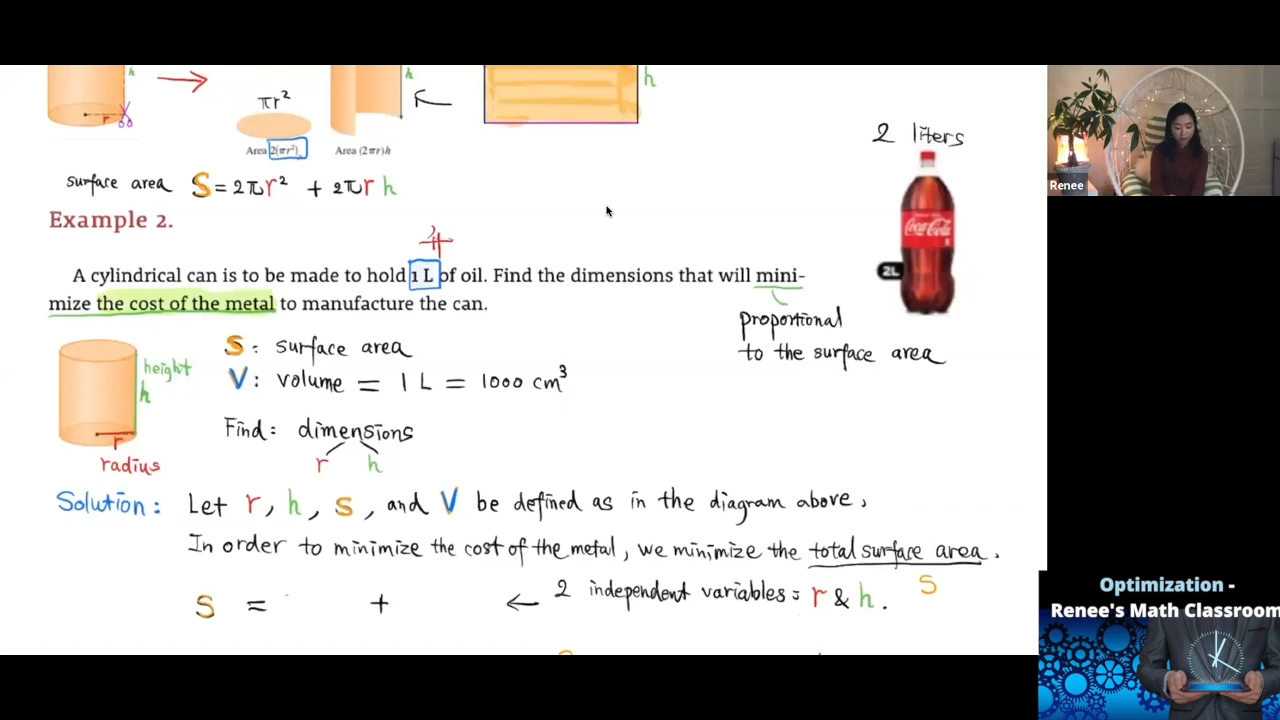 h
h
h
r
πr²
Area 2(πr²)
Area (2πr)h
surface area S = 2πr² + 2πrh
2 liters
Renee
Coca-Cola
2L
Example 2.
A cylindrical can is to be made to hold 1 L of oil. Find the dimensions that will mini-
mize the cost of the metal to manufacture the can.
proportional
to the surface area
height
h
r
radius
S: surface area
V: volume = 1 L = 1000 cm³
Find: dimensions
r h
Solution: Let r, h, S, and V be defined as in the diagram above.
In order to minimize the cost of the metal, we minimize the total surface area.
S
S = + ← 2 independent variables: r & h.
Optimization -
Renee's Math Classroom